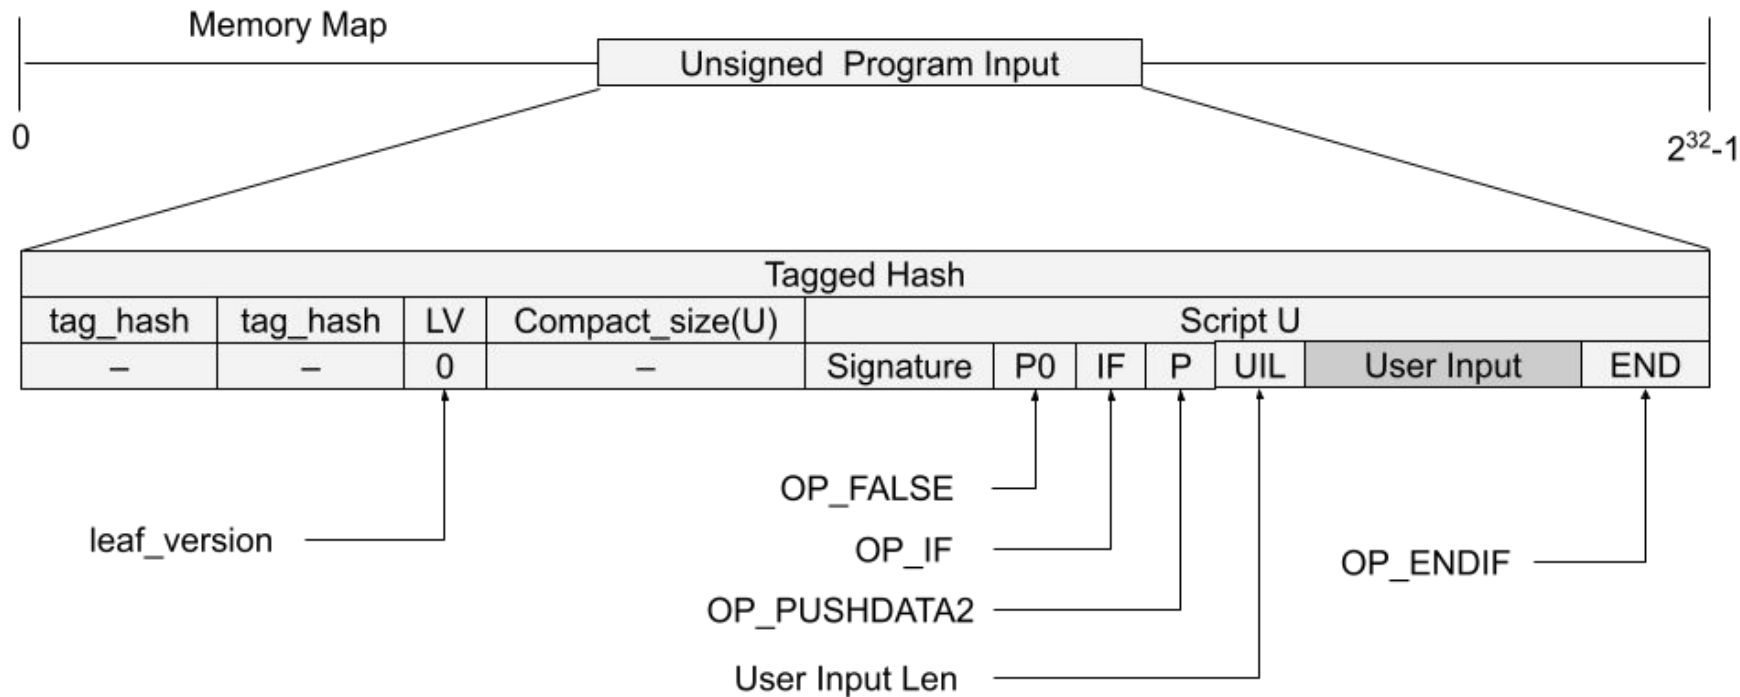 Memory Map
Unsigned Program Input
0
2³²-1
Tagged Hash
tag_hash tag_hash LV Compact_size(U) Script U
– – 0 – Signature P0 IF P UIL User Input END
OP_FALSE
leaf_version
OP_IF
OP_ENDIF
OP_PUSHDATA2
User Input Len